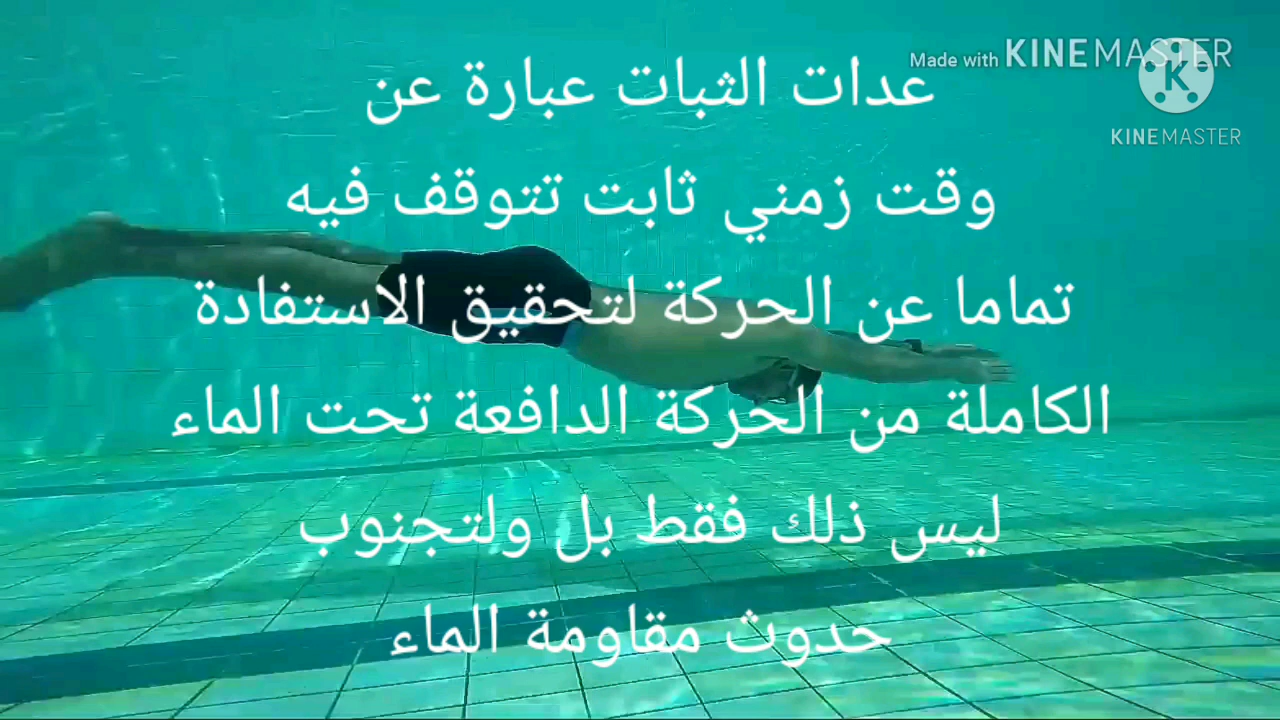 Made with KINEMASTER
KINEMASTER
عدات الثبات عبارة عن
وقت زمني ثابت تتوقف فيه
تماما عن الحركة لتحقيق الاستفادة
الكاملة من الحركة الدافعة تحت الماء
ليس ذلك فقط بل ولتجنوب
حدوث مقاومة الماء